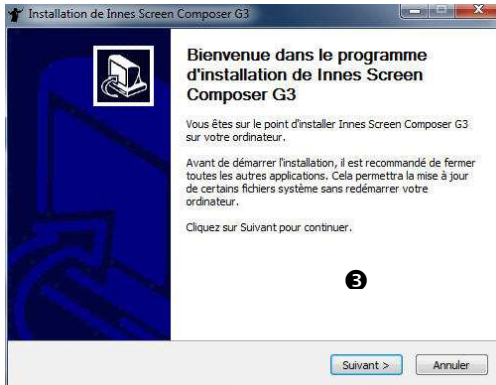 Installation de Innes Screen Composer G3
Bienvenue dans le programme
d'installation de Innes Screen
Composer G3
Vous êtes sur le point d'installer Innes Screen Composer G3
sur votre ordinateur.
Avant de démarrer l'installation, il est recommandé de fermer
toutes les autres applications. Cela permettra la mise à jour
de certains fichiers système sans redémarrer votre
ordinateur.
Cliquez sur Suivant pour continuer.
❸
Suivant > Annuler